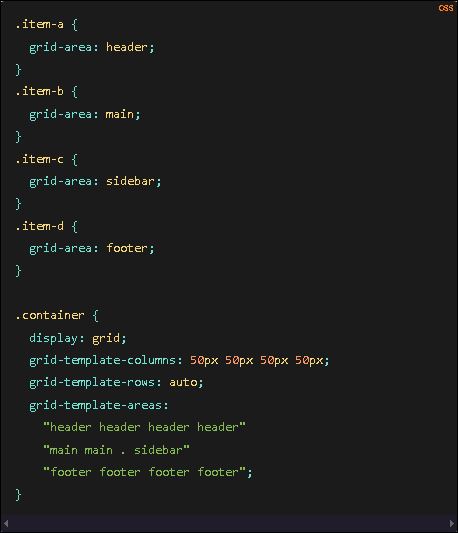 css
.item-a {
  grid-area: header;
}
.item-b {
  grid-area: main;
}
.item-c {
  grid-area: sidebar;
}
.item-d {
  grid-area: footer;
}

.container {
  display: grid;
  grid-template-columns: 50px 50px 50px 50px;
  grid-template-rows: auto;
  grid-template-areas:
    "header header header header"
    "main main . sidebar"
    "footer footer footer footer";
}